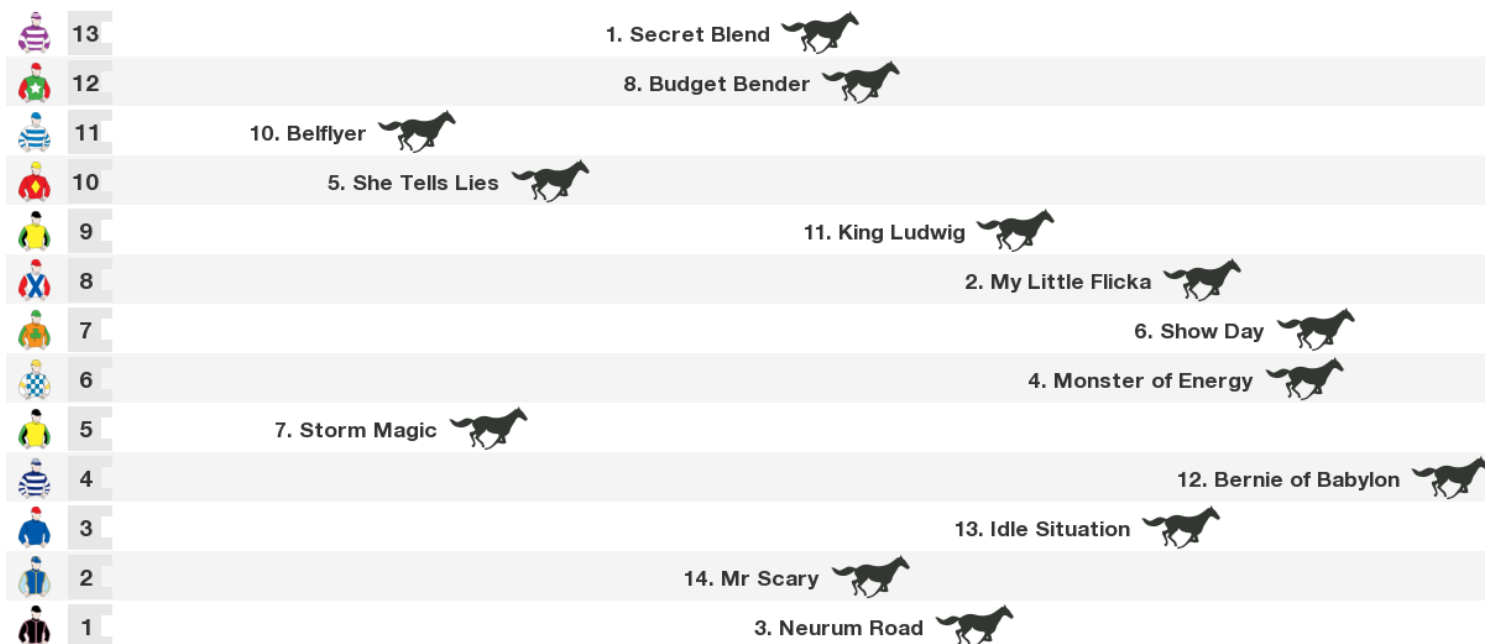 13 1. Secret Blend
12 8. Budget Bender
11 10. Belflyer
10 5. She Tells Lies
9 11. King Ludwig
8 2. My Little Flicka
7 6. Show Day
6 4. Monster of Energy
5 7. Storm Magic
4 12. Bernie of Babylon
3 13. Idle Situation
2 14. Mr Scary
1 3. Neurum Road